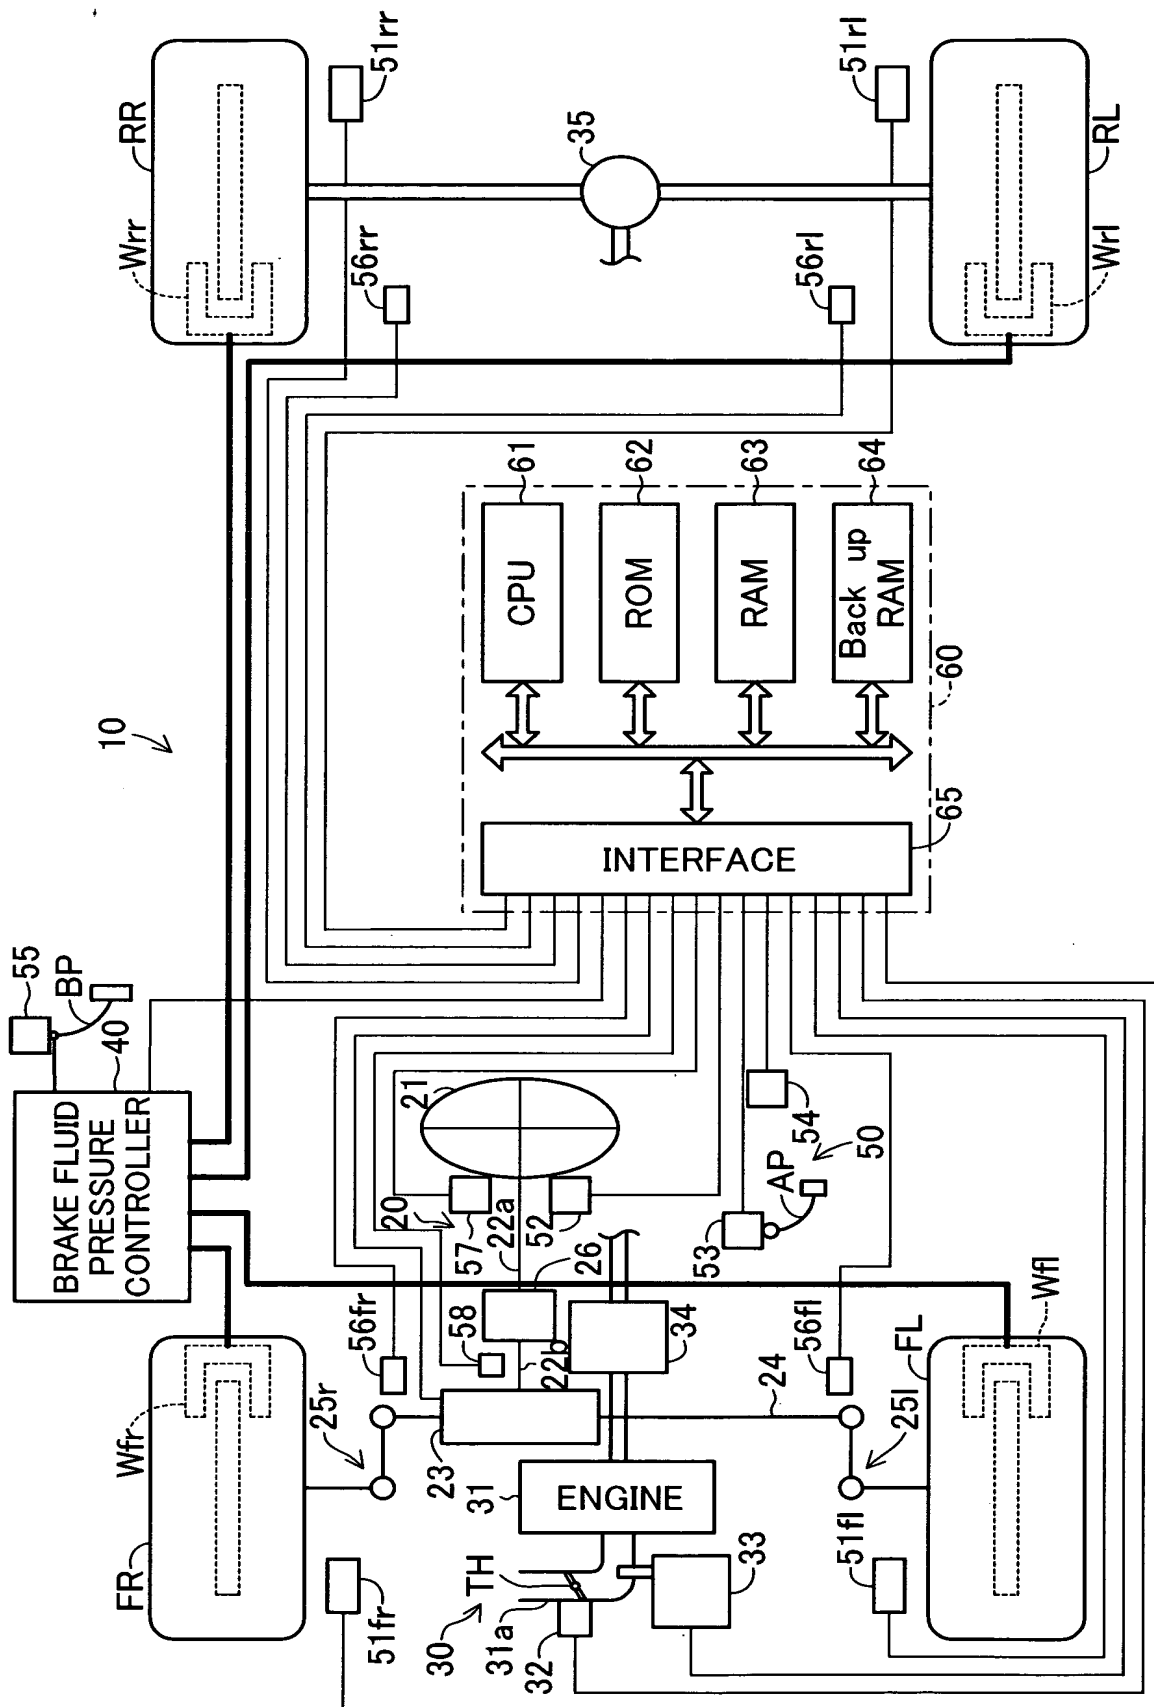 10
FR
Wfr
51fr
25r
56fr
BRAKE FLUID
PRESSURE
CONTROLLER
40
55
BP
Wrr
RR
51rr
56rr
35
56rl
51rl
Wrl
RL
30
TH
31a
32
33
31
ENGINE
23
58
22b
26
34
24
20
57
22a
21
52
53
AP
54
50
56fl
25l
51fl
FL
Wfl
INTERFACE
65
60
CPU
61
ROM
62
RAM
63
Back up
RAM
64